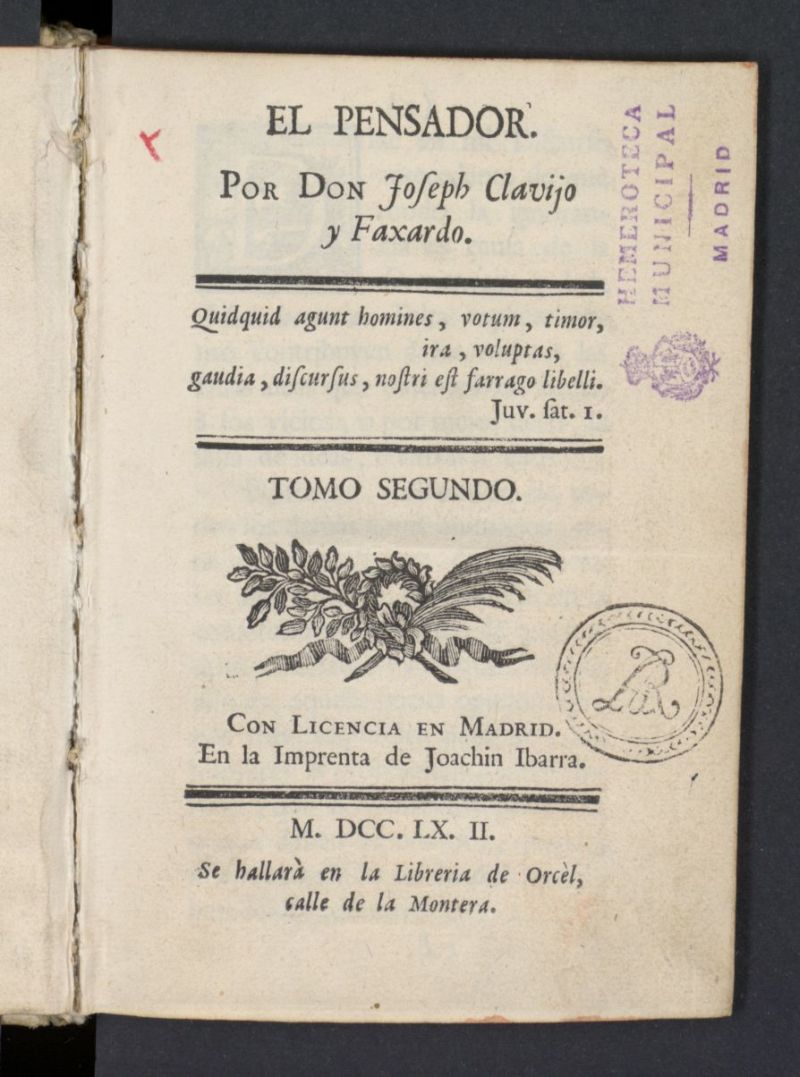 EL PENSADOR.
POR DON Joſeph Clavijo
y Faxardo.
Quidquid agunt homines, votum, timor,
ira, voluptas,
gaudia, diſcurſus, noſtri eſt farrago libelli.
Juv. ſat. 1.
TOMO SEGUNDO.
CON LICENCIA EN MADRID.
En la Imprenta de Joachin Ibarra.
M. DCC. LX. II.
Se hallarà en la Libreria de Orcèl,
calle de la Montera.
HEMEROTECA
MUNICIPAL
MADRID